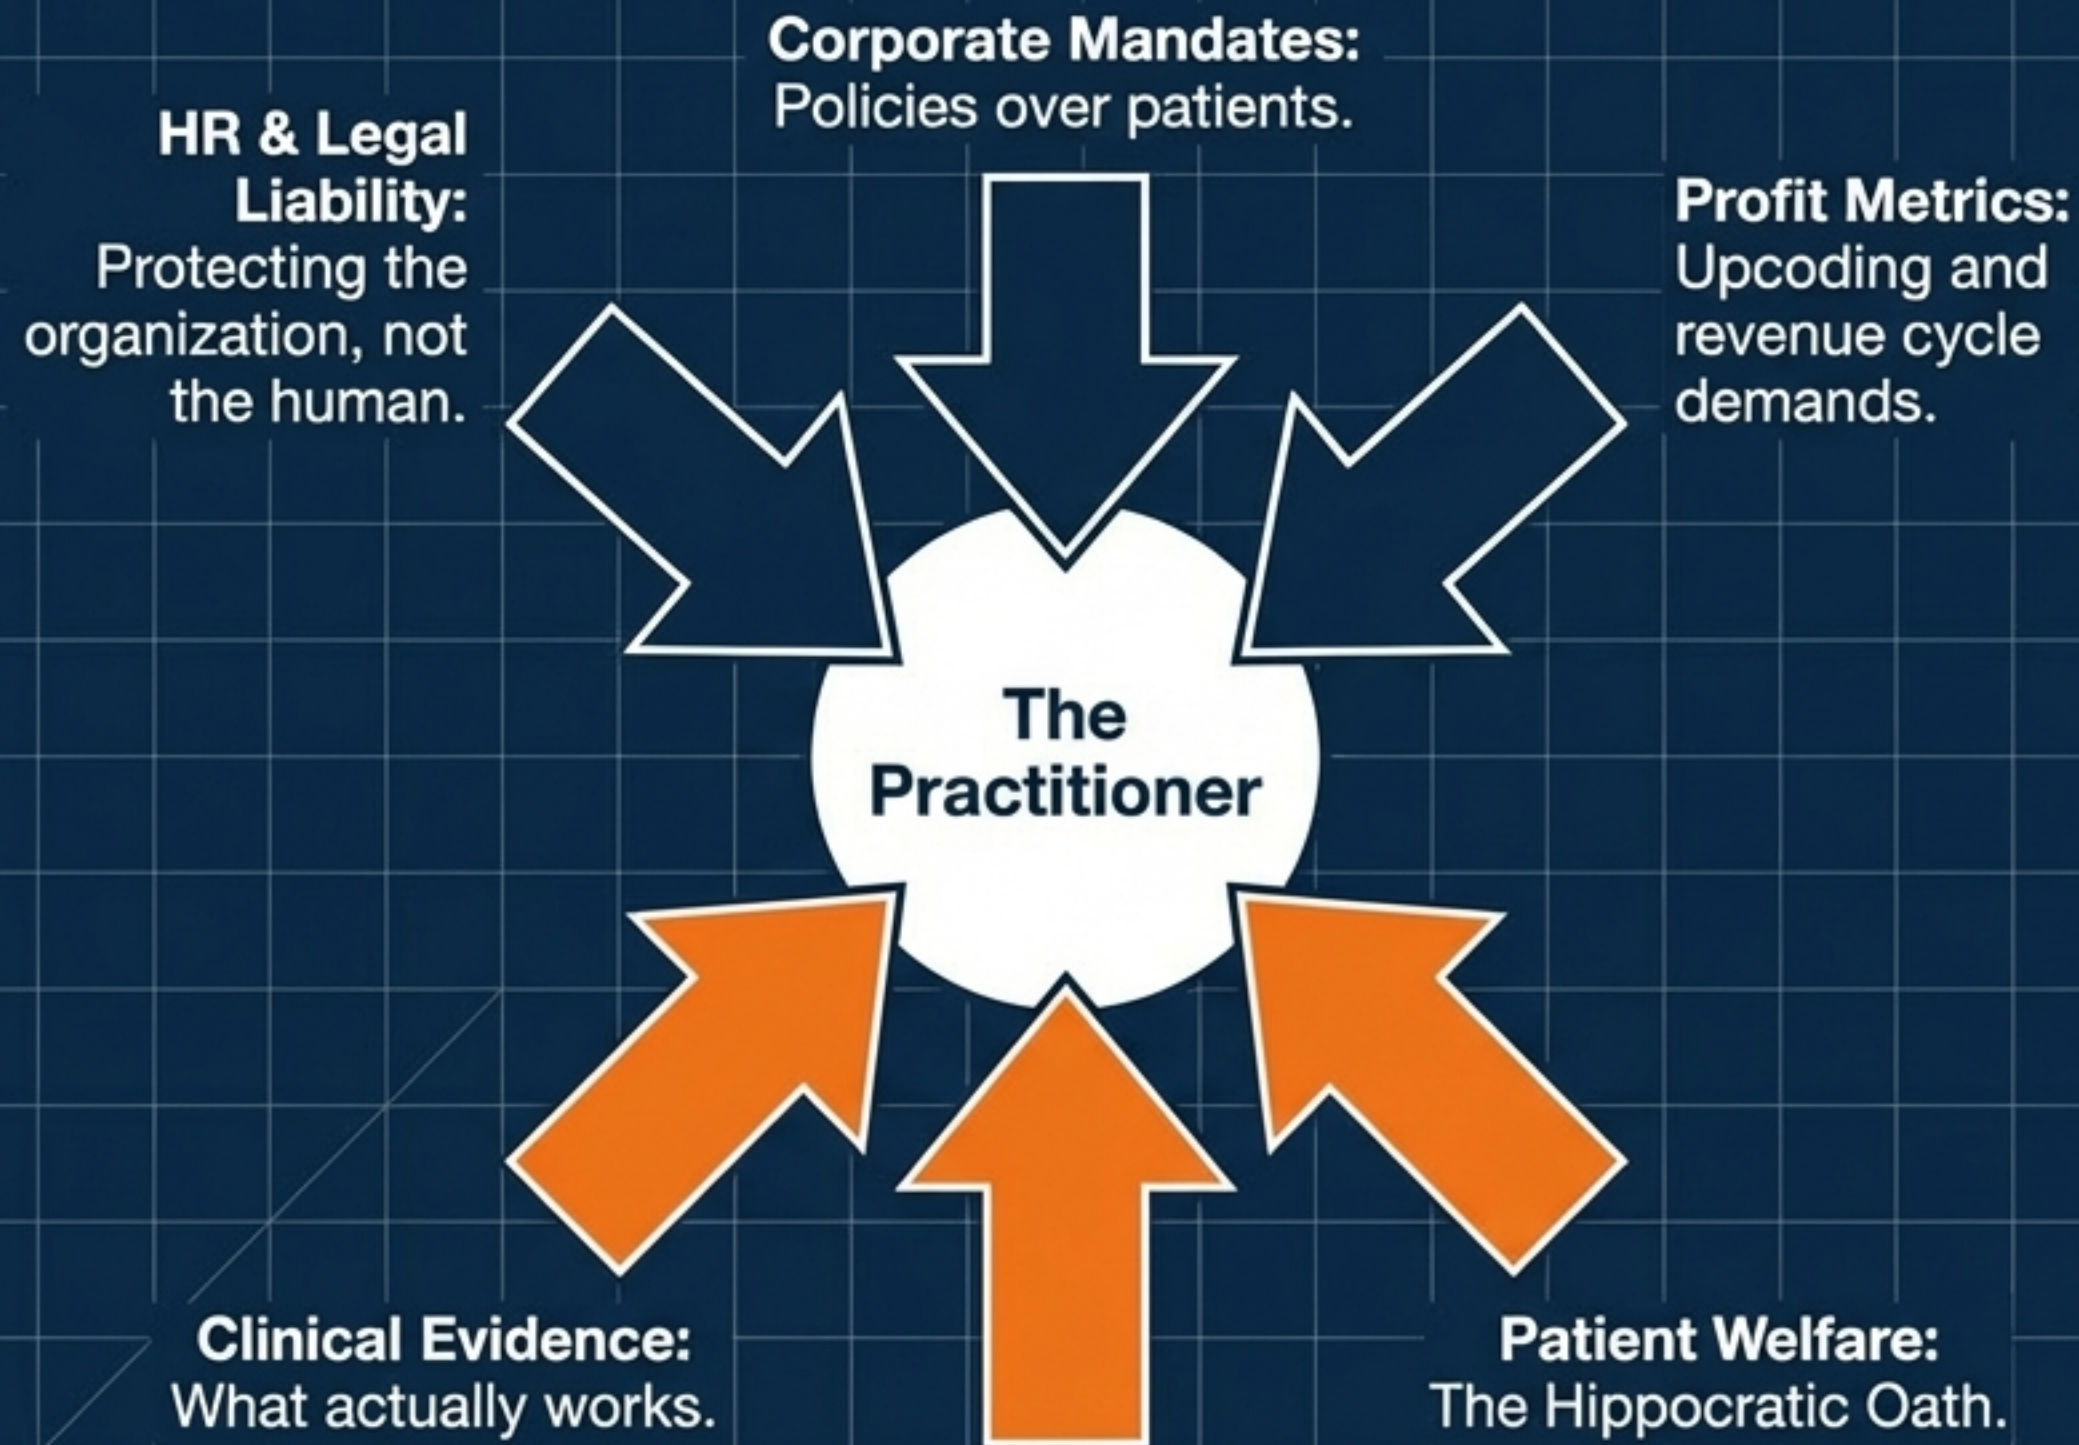 Corporate Mandates:
Policies over patients.
HR & Legal
Liability:
Protecting the
organization, not
the human.
Profit Metrics:
Upcoding and
revenue cycle
demands.
The
Practitioner
Clinical Evidence:
What actually works.
Patient Welfare:
The Hippocratic Oath.